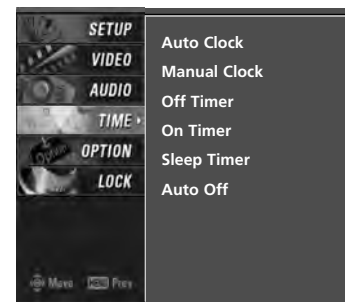 SETUP
VIDEO
AUDIO
TIME
OPTION
LOCK
Move MENU Prev
Auto Clock
Manual Clock
Off Timer
On Timer
Sleep Timer
Auto Off